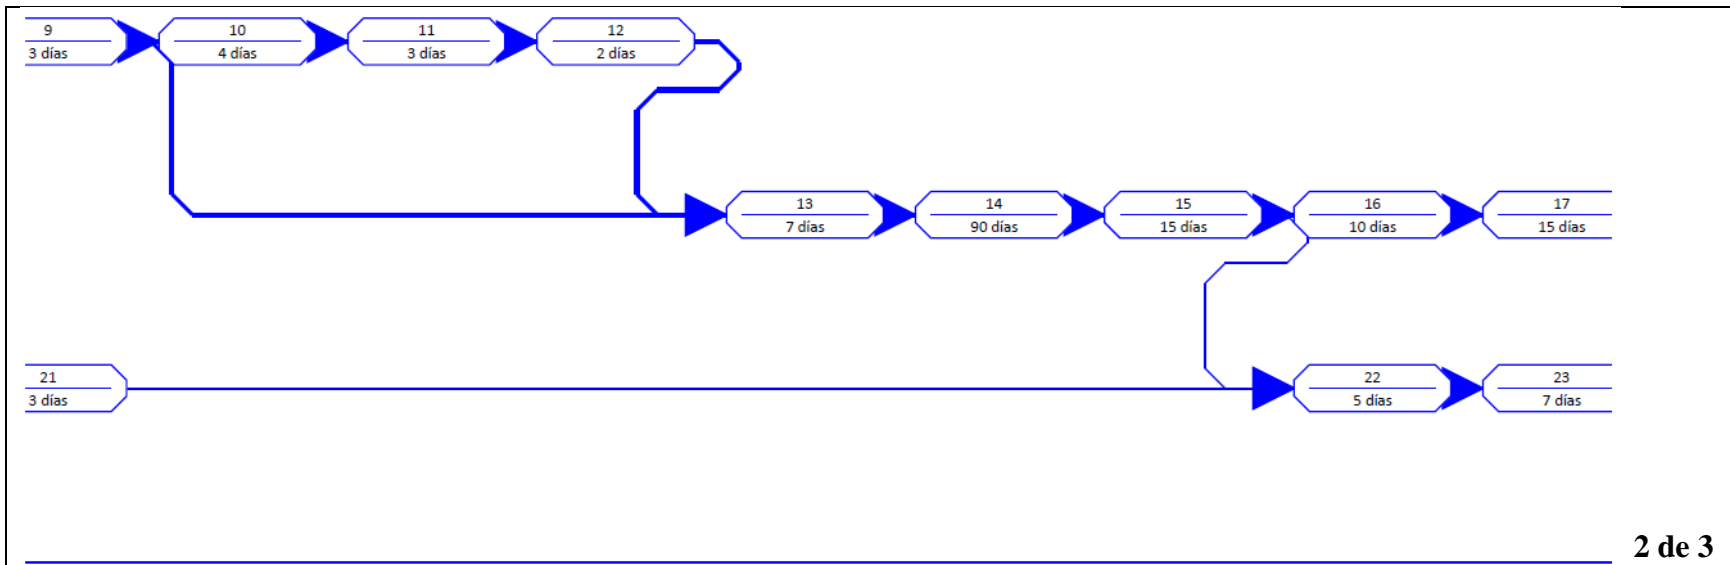 9
3 días
10
4 días
11
3 días
12
2 días
13
7 días
14
90 días
15
15 días
16
10 días
17
15 días
21
3 días
22
5 días
23
7 días
2 de 3